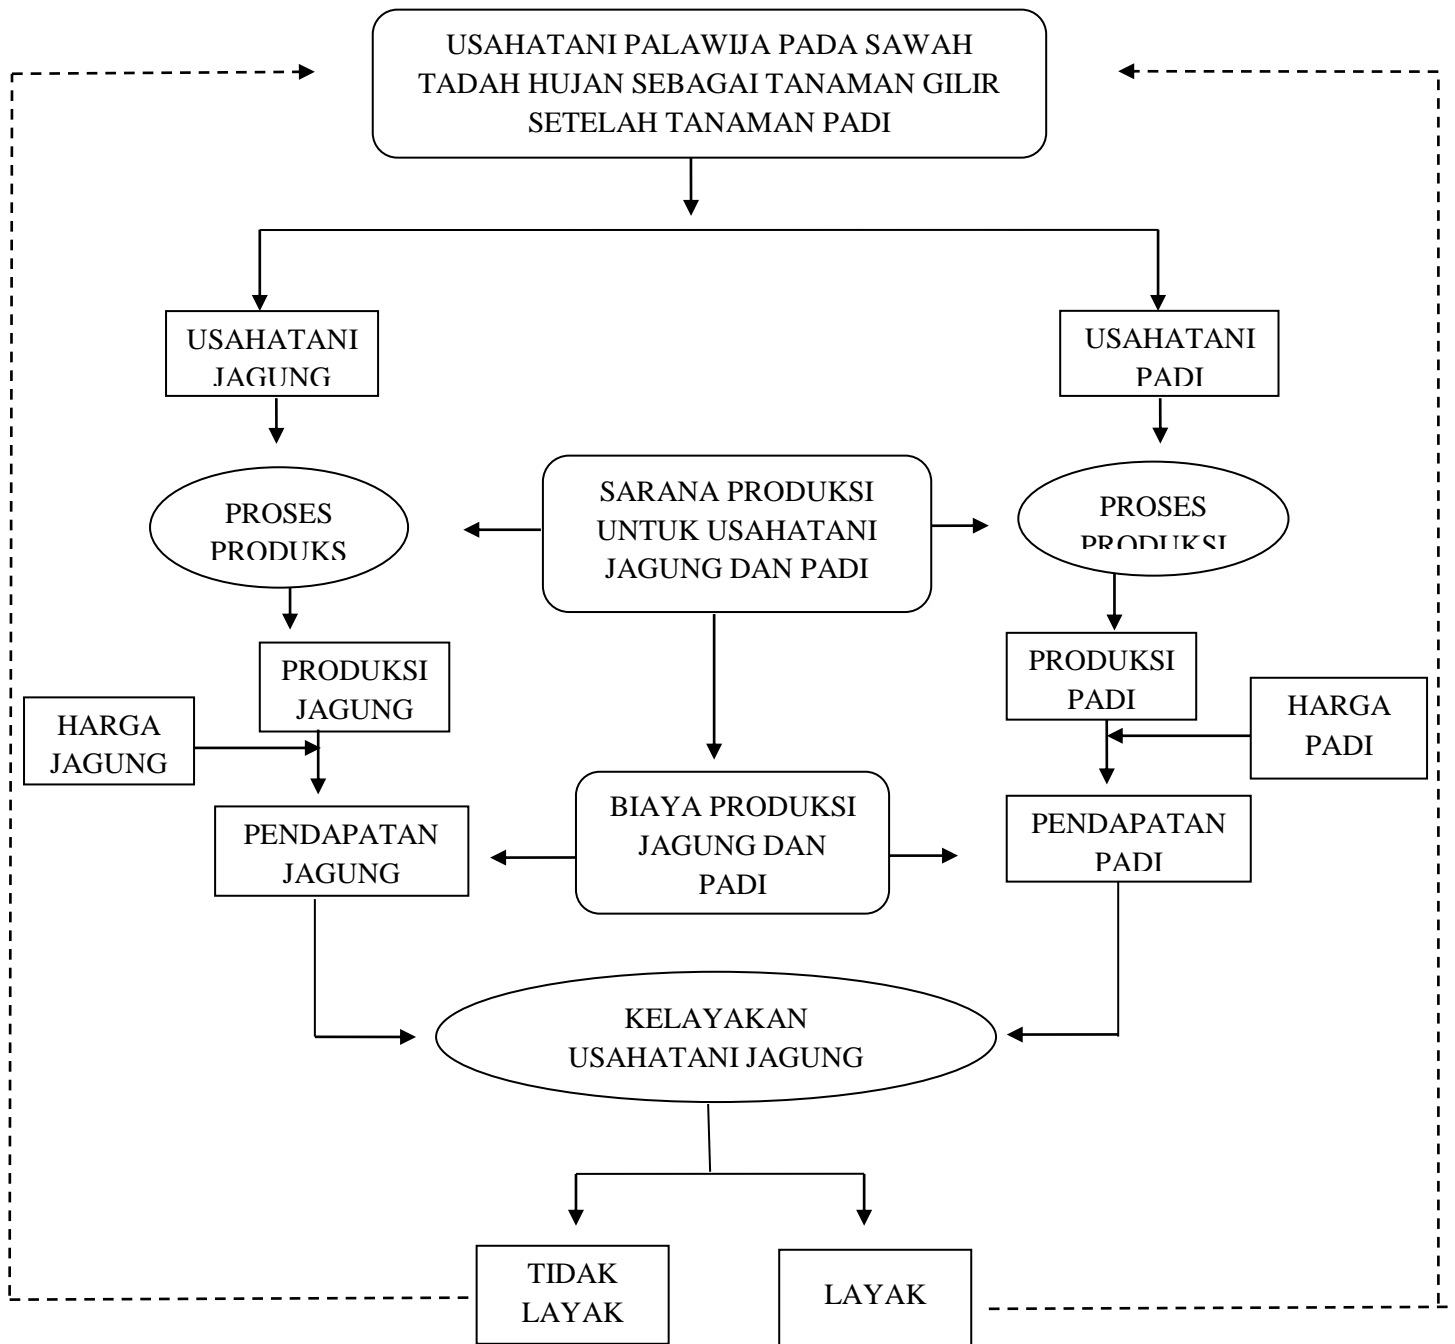 USAHATANI PALAWIJA PADA SAWAH
TADAH HUJAN SEBAGAI TANAMAN GILIR
SETELAH TANAMAN PADI
USAHATANI
JAGUNG
USAHATANI
PADI
PROSES
PRODUKS
SARANA PRODUKSI
UNTUK USAHATANI
JAGUNG DAN PADI
PROSES
PRODUKSI
PRODUKSI
JAGUNG
PRODUKSI
PADI
HARGA
JAGUNG
HARGA
PADI
PENDAPATAN
JAGUNG
BIAYA PRODUKSI
JAGUNG DAN
PADI
PENDAPATAN
PADI
KELAYAKAN
USAHATANI JAGUNG
TIDAK
LAYAK
LAYAK